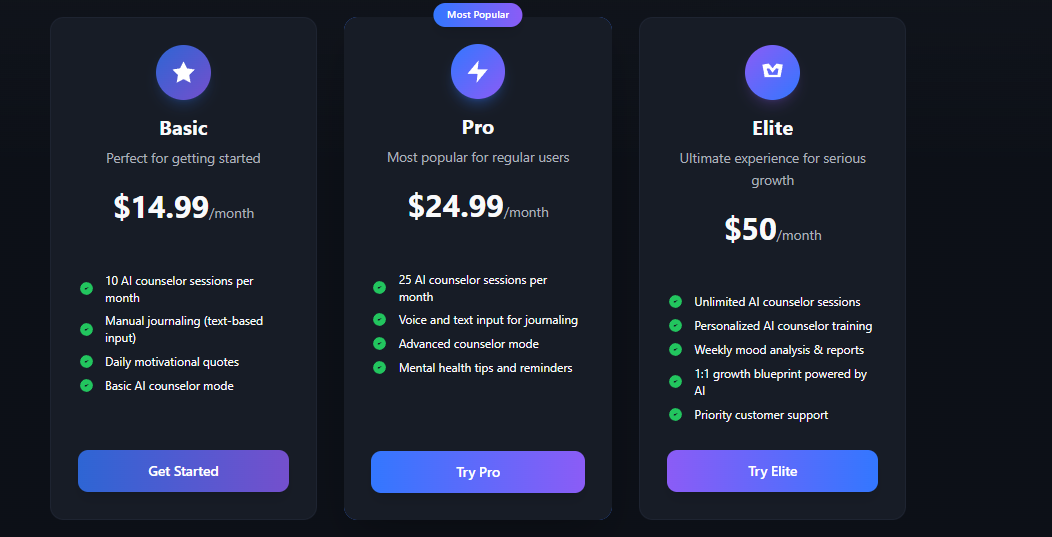 Most Popular
Basic
Perfect for getting started
$14.99/month
10 AI counselor sessions per
month
Manual journaling (text-based
input)
Daily motivational quotes
Basic AI counselor mode
Get Started
Pro
Most popular for regular users
$24.99/month
25 AI counselor sessions per
month
Voice and text input for journaling
Advanced counselor mode
Mental health tips and reminders
Try Pro
Elite
Ultimate experience for serious
growth
$50/month
Unlimited AI counselor sessions
Personalized AI counselor training
Weekly mood analysis & reports
1:1 growth blueprint powered by
AI
Priority customer support
Try Elite